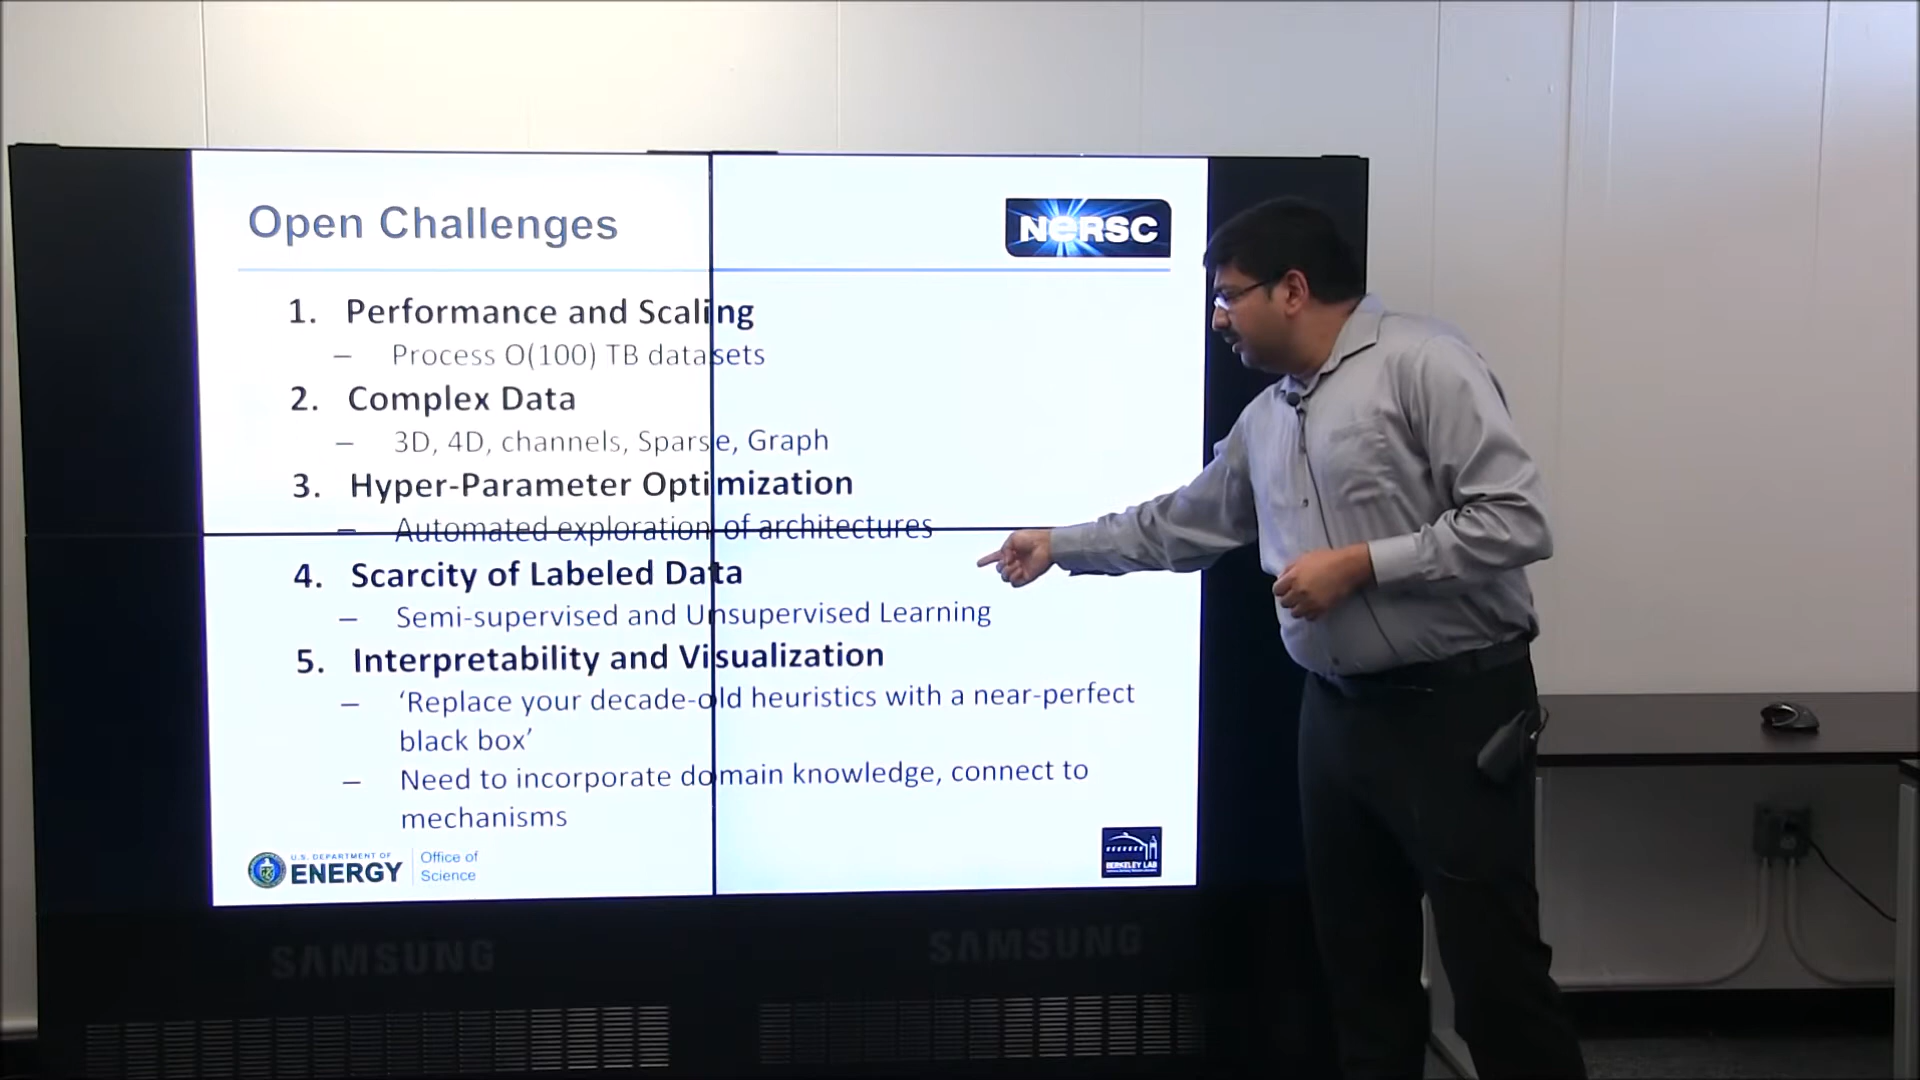 Open Challenges
NERSC
1. Performance and Scaling
– Process O(100) TB datasets
2. Complex Data
– 3D, 4D, channels, Sparse, Graph
3. Hyper-Parameter Optimization
– Automated exploration of architectures
4. Scarcity of Labeled Data
– Semi-supervised and Unsupervised Learning
5. Interpretability and Visualization
– ‘Replace your decade-old heuristics with a near-perfect
black box’
– Need to incorporate domain knowledge, connect to
mechanisms
U.S. DEPARTMENT OF
ENERGY
Office of
Science
BERKELEY LAB
SAMSUNG
SAMSUNG